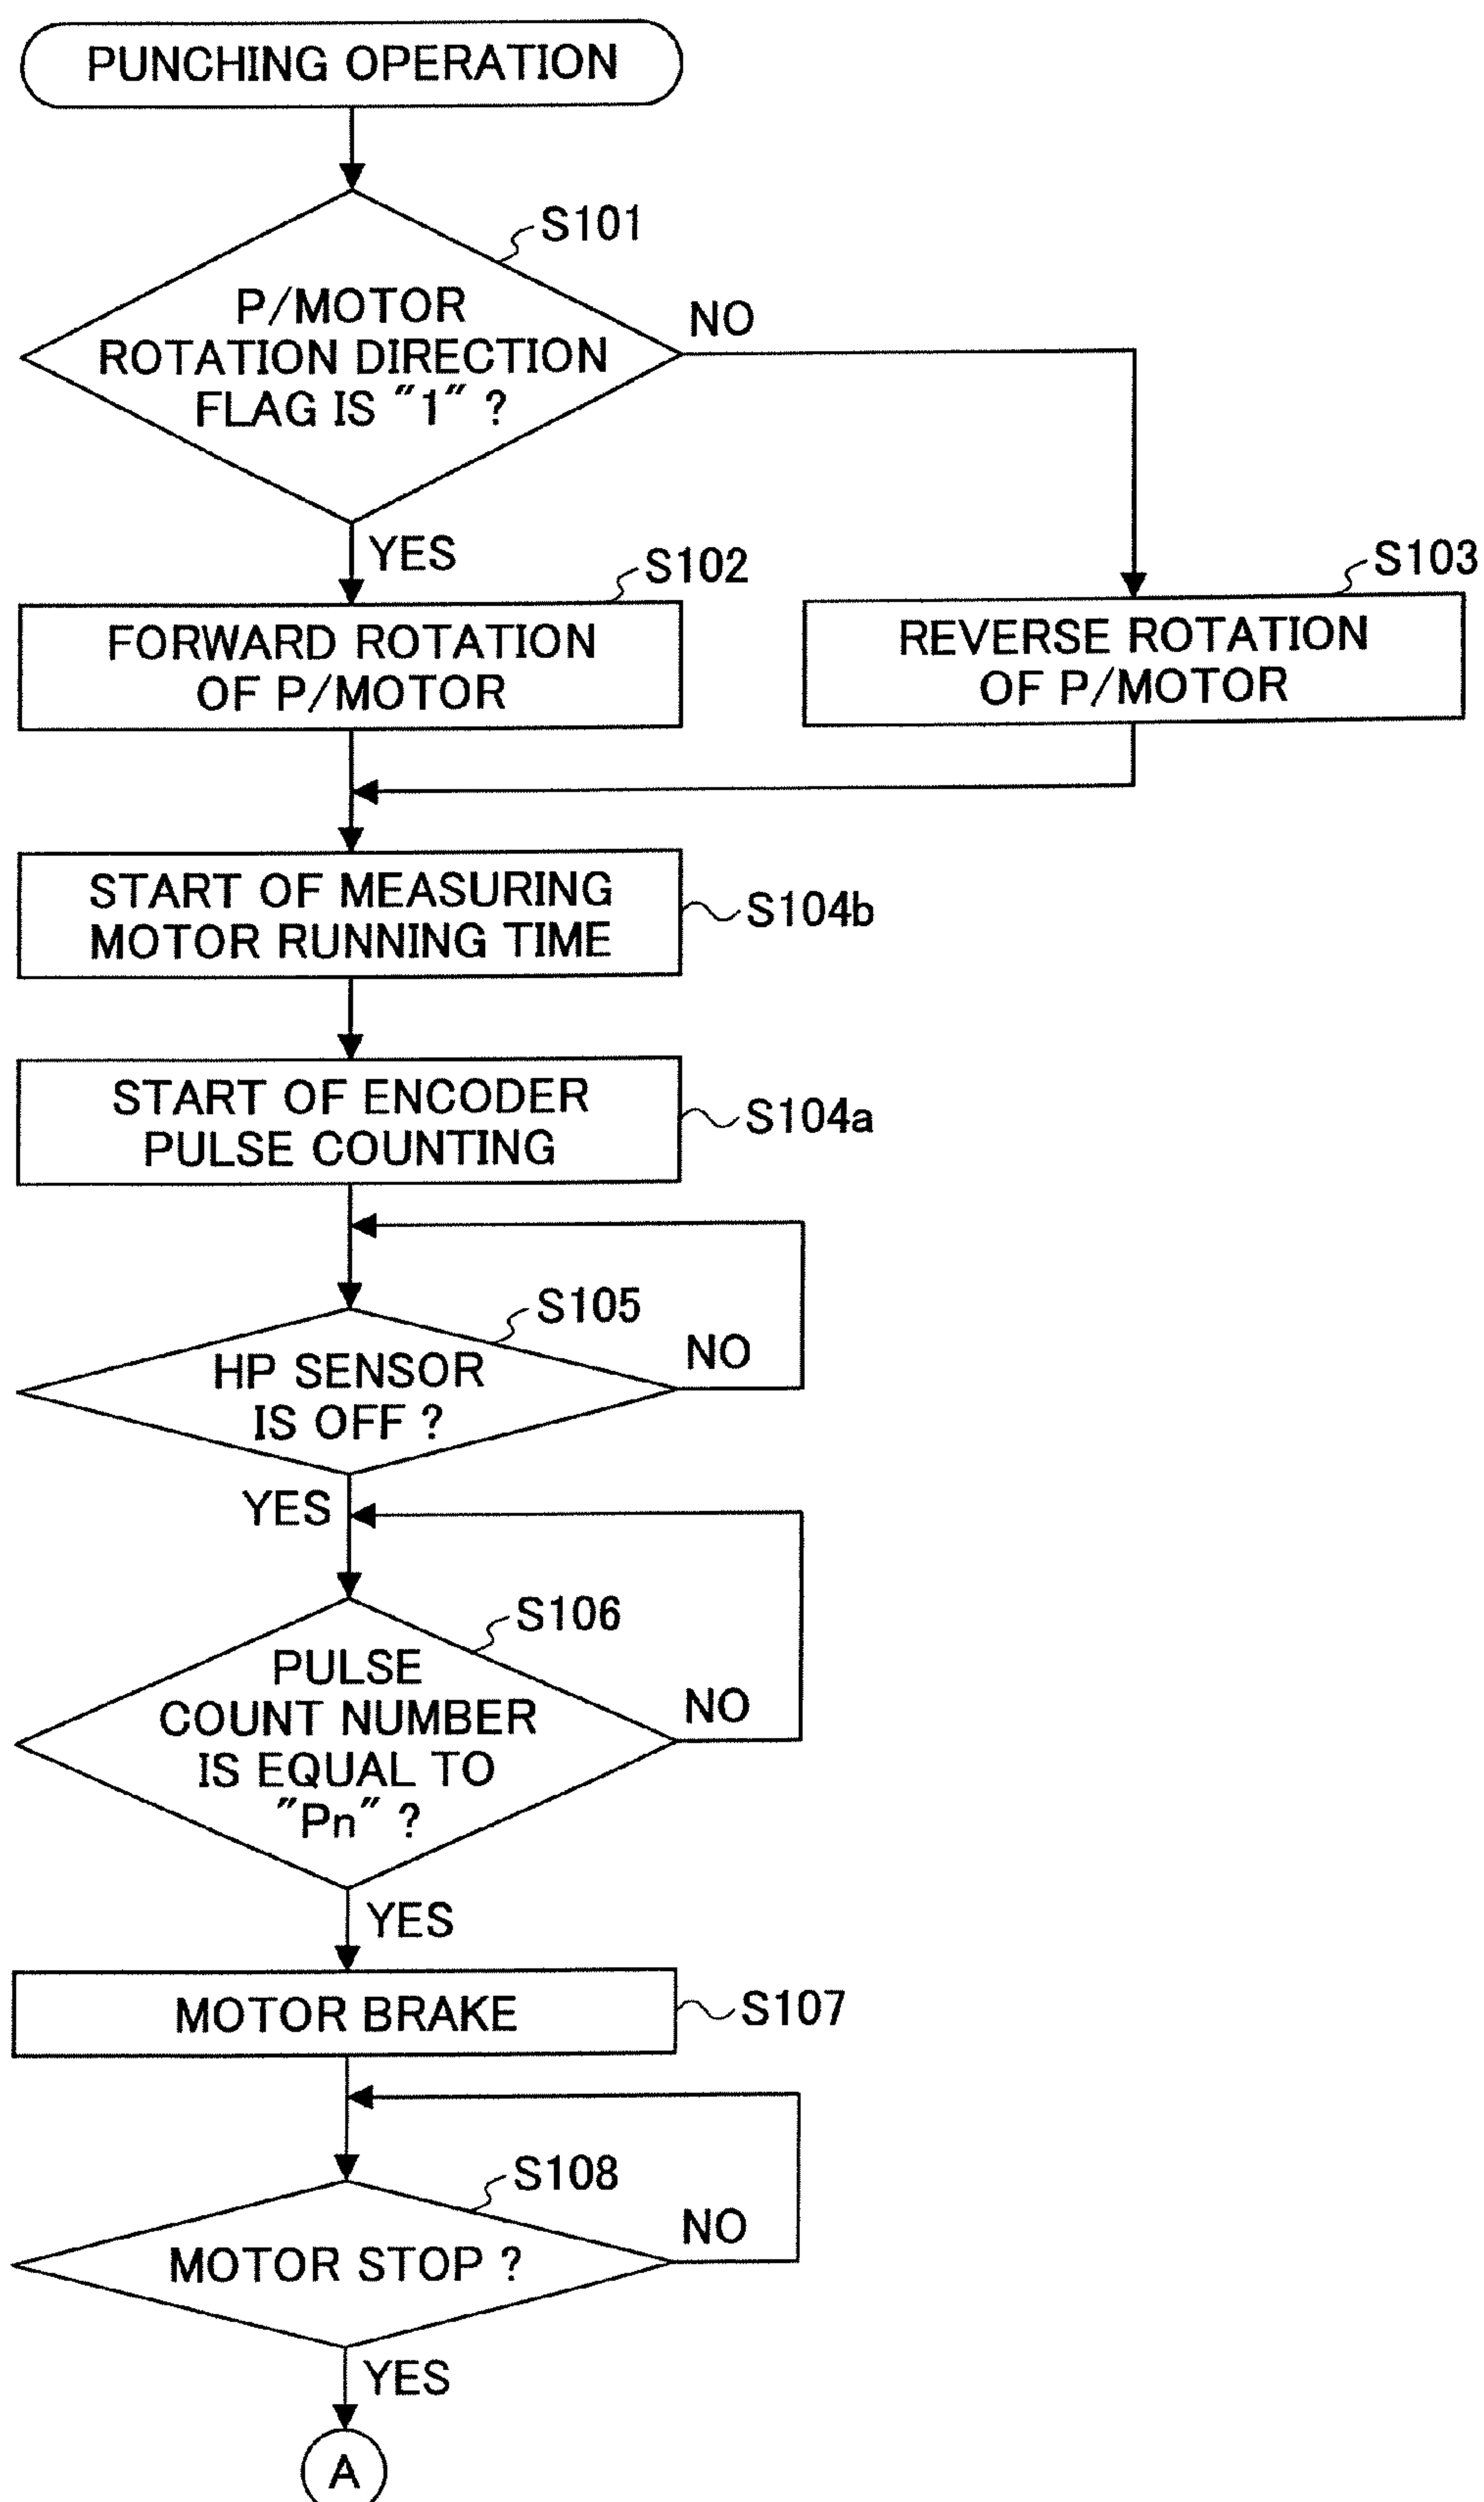 PUNCHING OPERATION
S101
P/MOTOR
ROTATION DIRECTION
FLAG IS "1" ?
NO
YES
S102
FORWARD ROTATION
OF P/MOTOR
S103
REVERSE ROTATION
OF P/MOTOR
START OF MEASURING
MOTOR RUNNING TIME
S104b
START OF ENCODER
PULSE COUNTING
S104a
S105
HP SENSOR
IS OFF ?
NO
YES
S106
PULSE
COUNT NUMBER
IS EQUAL TO
"Pn" ?
NO
YES
MOTOR BRAKE
S107
S108
MOTOR STOP ?
NO
YES
A